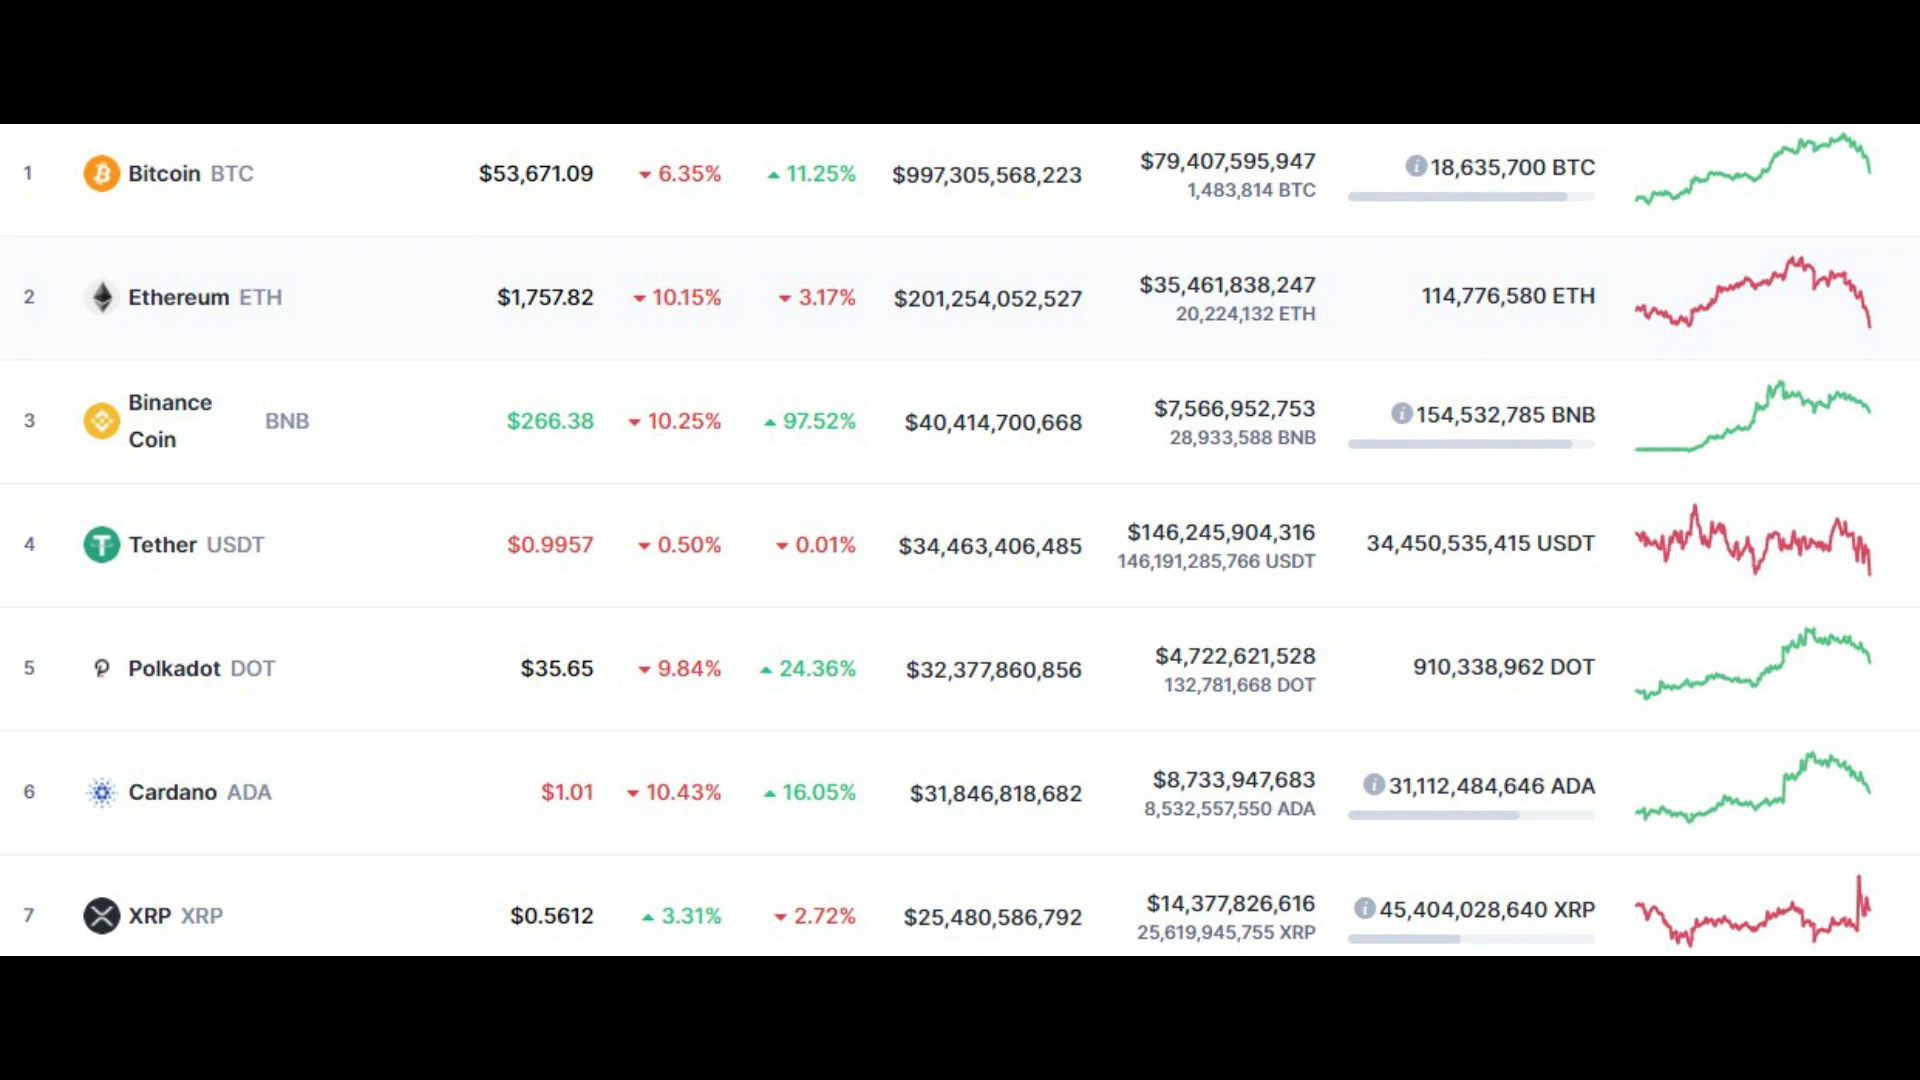 1 Bitcoin BTC $53,671.09 6.35% 11.25% $997,305,568,223 $79,407,595,947 18,635,700 BTC
1,483,814 BTC
2 Ethereum ETH $1,757.82 10.15% 3.17% $201,254,052,527 $35,461,838,247 114,776,580 ETH
20,224,132 ETH
3 Binance Coin BNB $266.38 10.25% 97.52% $40,414,700,668 $7,566,952,753 154,532,785 BNB
28,933,588 BNB
4 Tether USDT $0.9957 0.50% 0.01% $34,463,406,485 $146,245,904,316 34,450,535,415 USDT
146,191,285,766 USDT
5 Polkadot DOT $35.65 9.84% 24.36% $32,377,860,856 $4,722,621,528 910,338,962 DOT
132,781,668 DOT
6 Cardano ADA $1.01 10.43% 16.05% $31,846,818,682 $8,733,947,683 31,112,484,646 ADA
8,532,557,550 ADA
7 XRP XRP $0.5612 3.31% 2.72% $25,480,586,792 $14,377,826,616 45,404,028,640 XRP
25,619,945,755 XRP